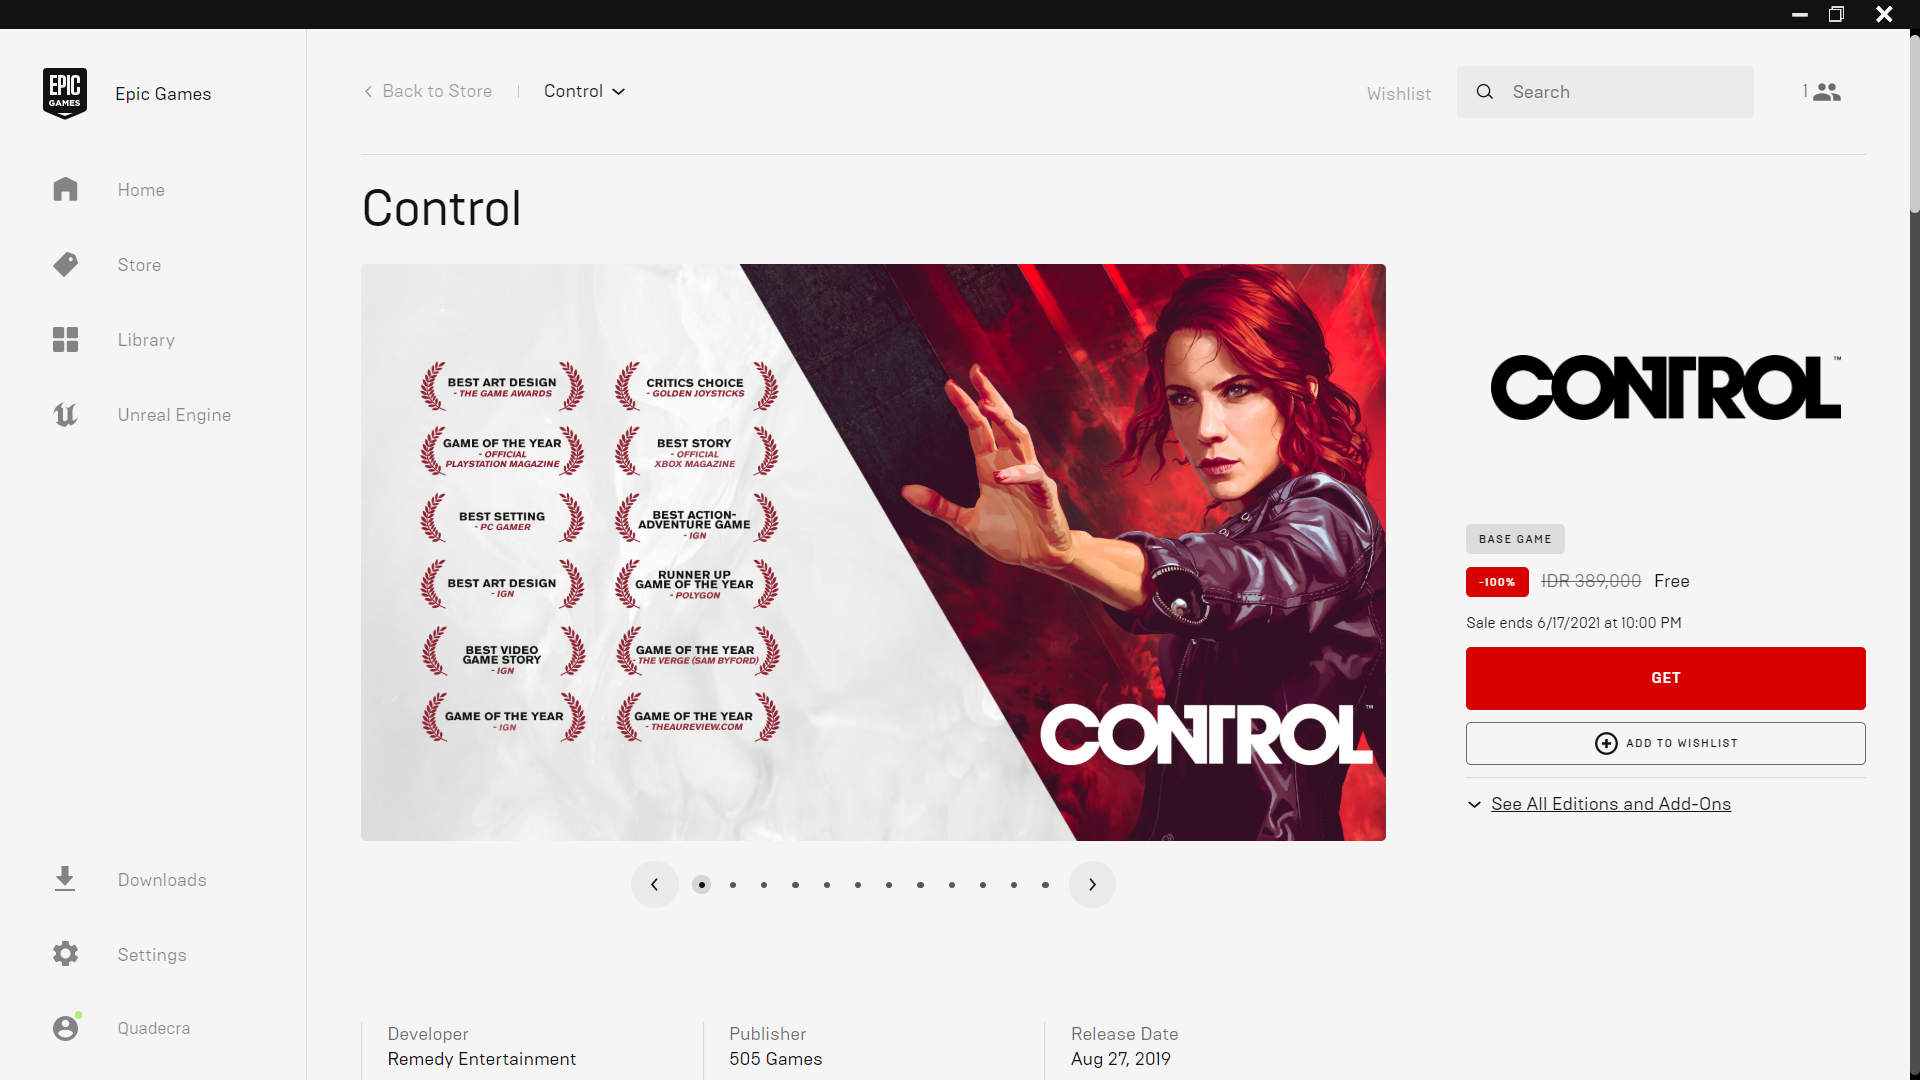 EPIC
GAMES
Epic Games
Home
Store
Library
Unreal Engine
Downloads
Settings
Quadecra
Back to Store
Control
Wishlist
Search
1
Control
BEST ART DESIGN
- THE GAME AWARDS
CRITICS CHOICE
- GOLDEN JOYSTICKS
GAME OF THE YEAR
- OFFICIAL
PLAYSTATION MAGAZINE
BEST STORY
- OFFICIAL
XBOX MAGAZINE
BEST SETTING
- PC GAMER
BEST ACTION-
ADVENTURE GAME
- IGN
BEST ART DESIGN
- IGN
RUNNER UP
GAME OF THE YEAR
- POLYGON
BEST VIDEO
GAME STORY
- IGN
GAME OF THE YEAR
- THE VERGE (SAM BYFORD)
GAME OF THE YEAR
- IGN
GAME OF THE YEAR
- THEAUREVIEW.COM
CONTROL™
CONTROL™
BASE GAME
-100% IDR 389,000 Free
Sale ends 6/17/2021 at 10:00 PM
GET
ADD TO WISHLIST
See All Editions and Add-Ons
Developer
Remedy Entertainment
Publisher
505 Games
Release Date
Aug 27, 2019